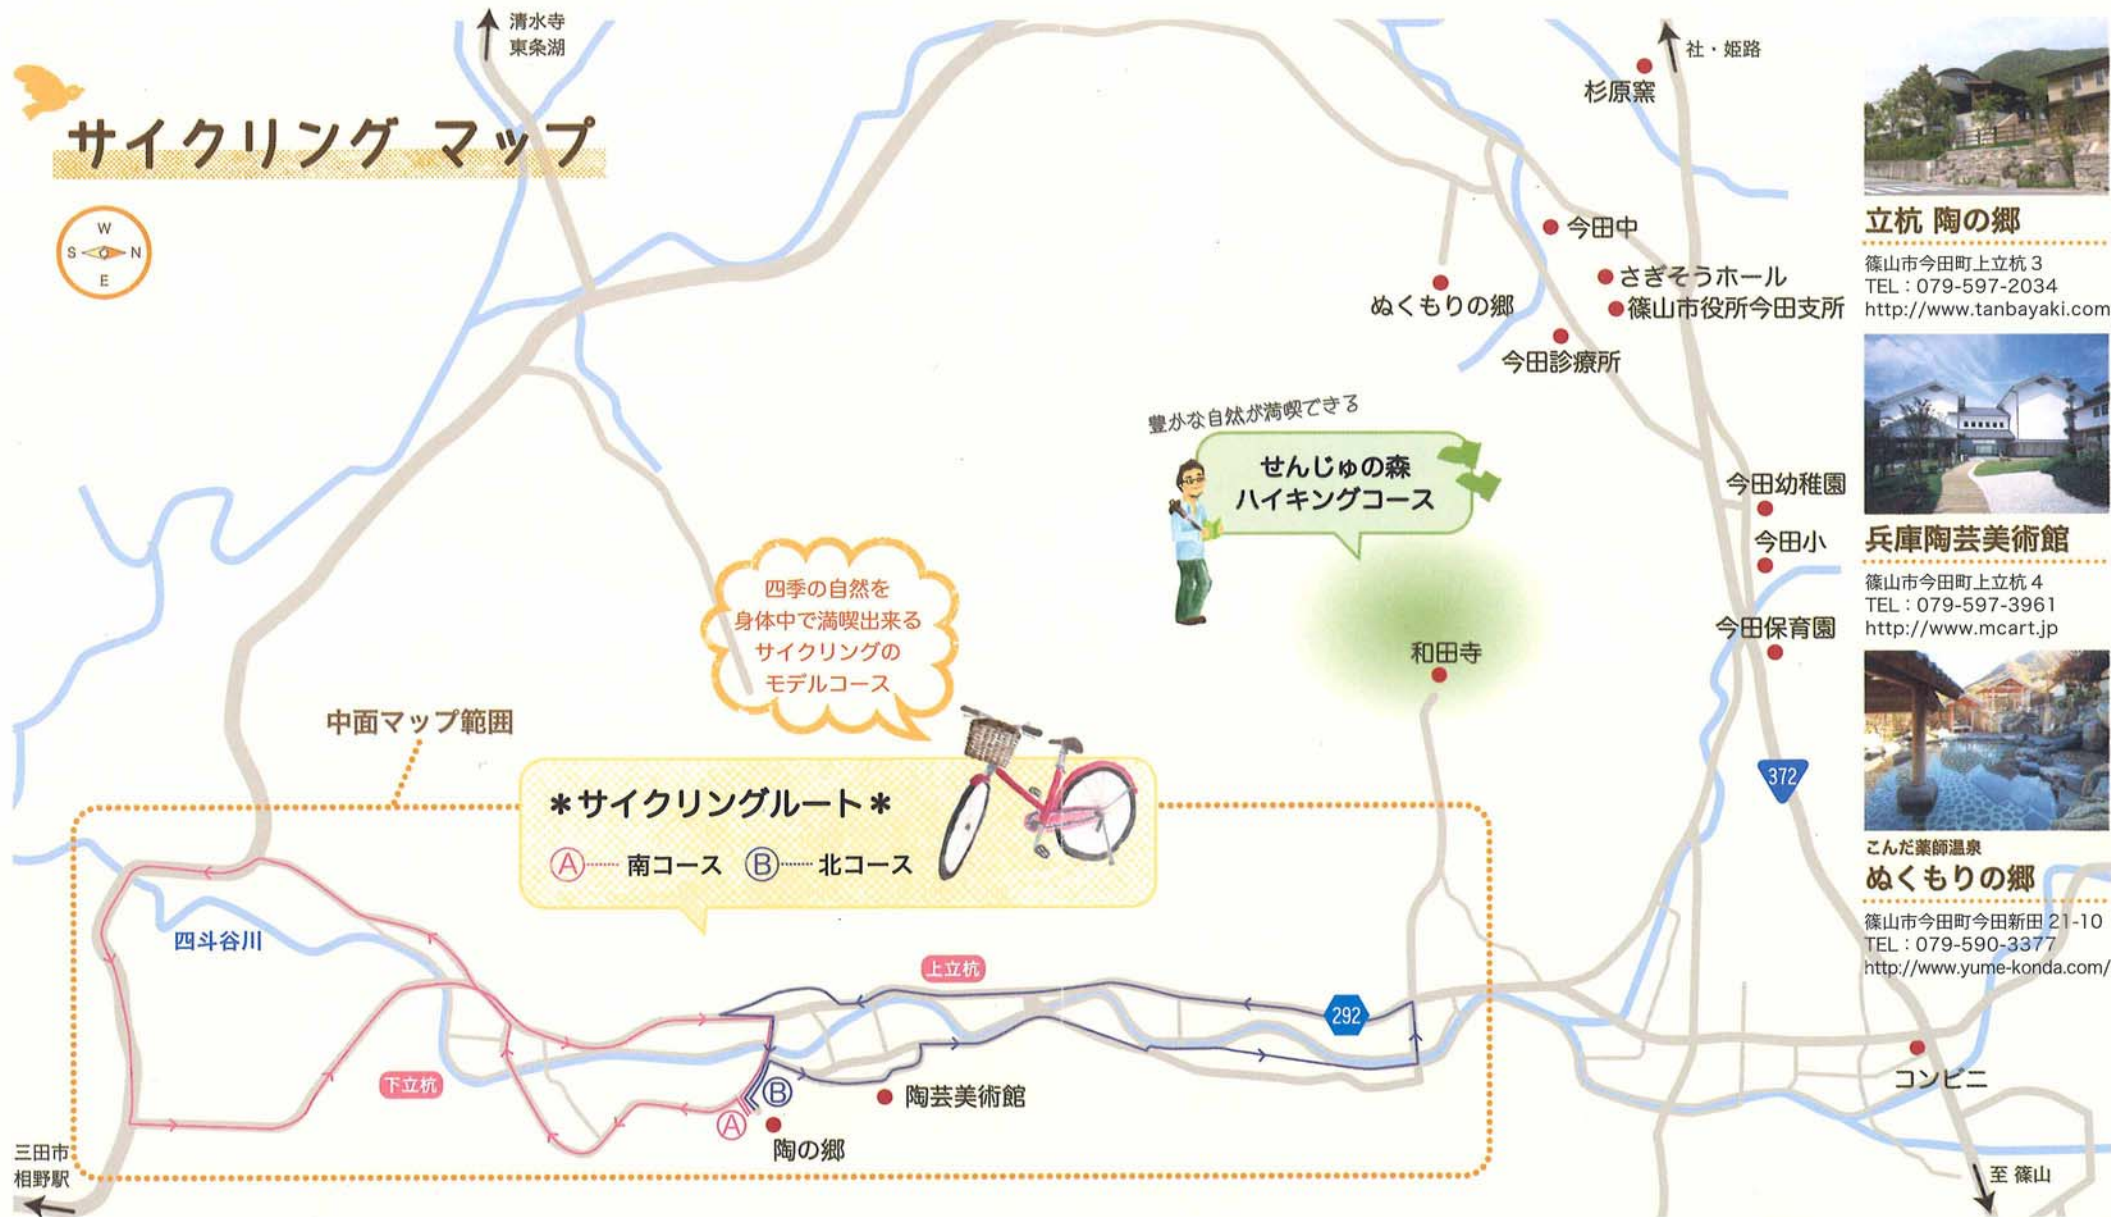 清水寺
東条湖
サイクリング マップ
W
S
N
E
社・姫路
杉原窯
今田中
さぎそうホール
篠山市役所今田支所
ぬくもりの郷
今田診療所
豊かな自然が満喫できる
せんじゅの森
ハイキングコース
和田寺
今田幼稚園
今田小
今田保育園
372
四季の自然を
身体中で満喫出来る
サイクリングの
モデルコース
中面マップ範囲
*サイクリングルート*
Ⓐ……南コース Ⓑ……北コース
四斗谷川
上立杭
下立杭
292
Ⓐ
Ⓑ
陶芸美術館
陶の郷
コンビニ
三田市
相野駅
至 篠山
立杭 陶の郷
篠山市今田町上立杭 3
TEL:079-597-2034
http://www.tanbayaki.com
兵庫陶芸美術館
篠山市今田町上立杭 4
TEL:079-597-3961
http://www.mcart.jp
こんだ薬師温泉
ぬくもりの郷
篠山市今田町今田新田 21-10
TEL:079-590-3377
http://www.yume-konda.com/